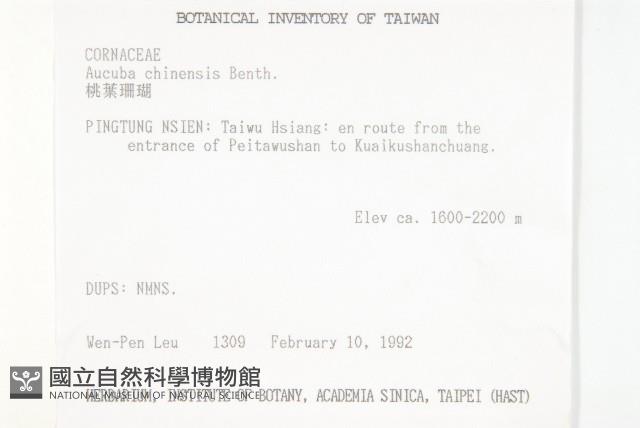 BOTANICAL INVENTORY OF TAIWAN
CORNACEAE
Aucuba chinensis Benth.
桃葉珊瑚
PINGTUNG NSIEN: Taiwu Hsiang: en route from the
entrance of Peitawushan to Kuaikushanchuang.
Elev ca. 1600-2200 m
DUPS: NMNS.
Wen-Pen Leu 1309 February 10, 1992
國立自然科學博物館
NATIONAL MUSEUM OF NATURAL SCIENCE
HERBARIUM, INSTITUTE OF BOTANY, ACADEMIA SINICA, TAIPEI (HAST)